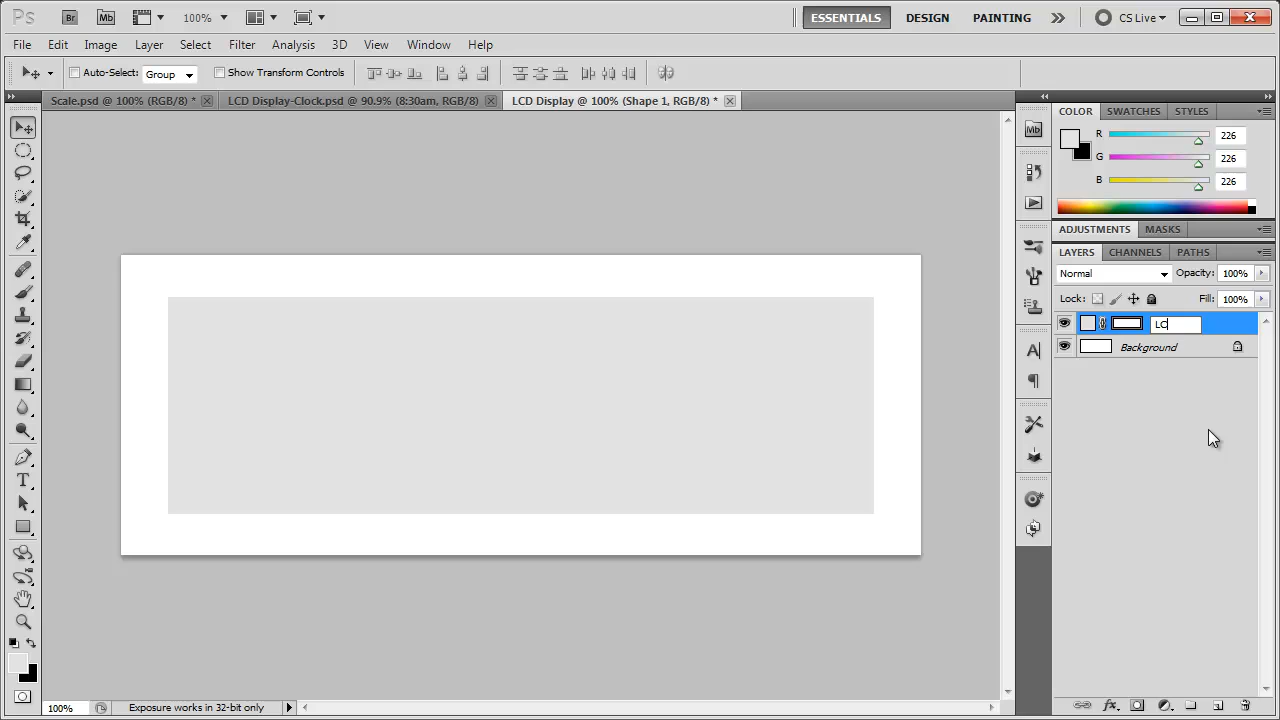 Ps Br Mb 100% ESSENTIALS DESIGN PAINTING CS Live
File Edit Image Layer Select Filter Analysis 3D View Window Help
Auto-Select: Group Show Transform Controls
Scale.psd @ 100% (RGB/8) * LCD Display-Clock.psd @ 90.9% (8:30am, RGB/8) LCD Display @ 100% (Shape 1, RGB/8) *
COLOR SWATCHES STYLES
Mb
R 226
G 226
B 226
ADJUSTMENTS MASKS
LAYERS CHANNELS PATHS
Normal Opacity: 100%
Lock: Fill: 100%
LC
Background
A
T
fx
100% Exposure works in 32-bit only